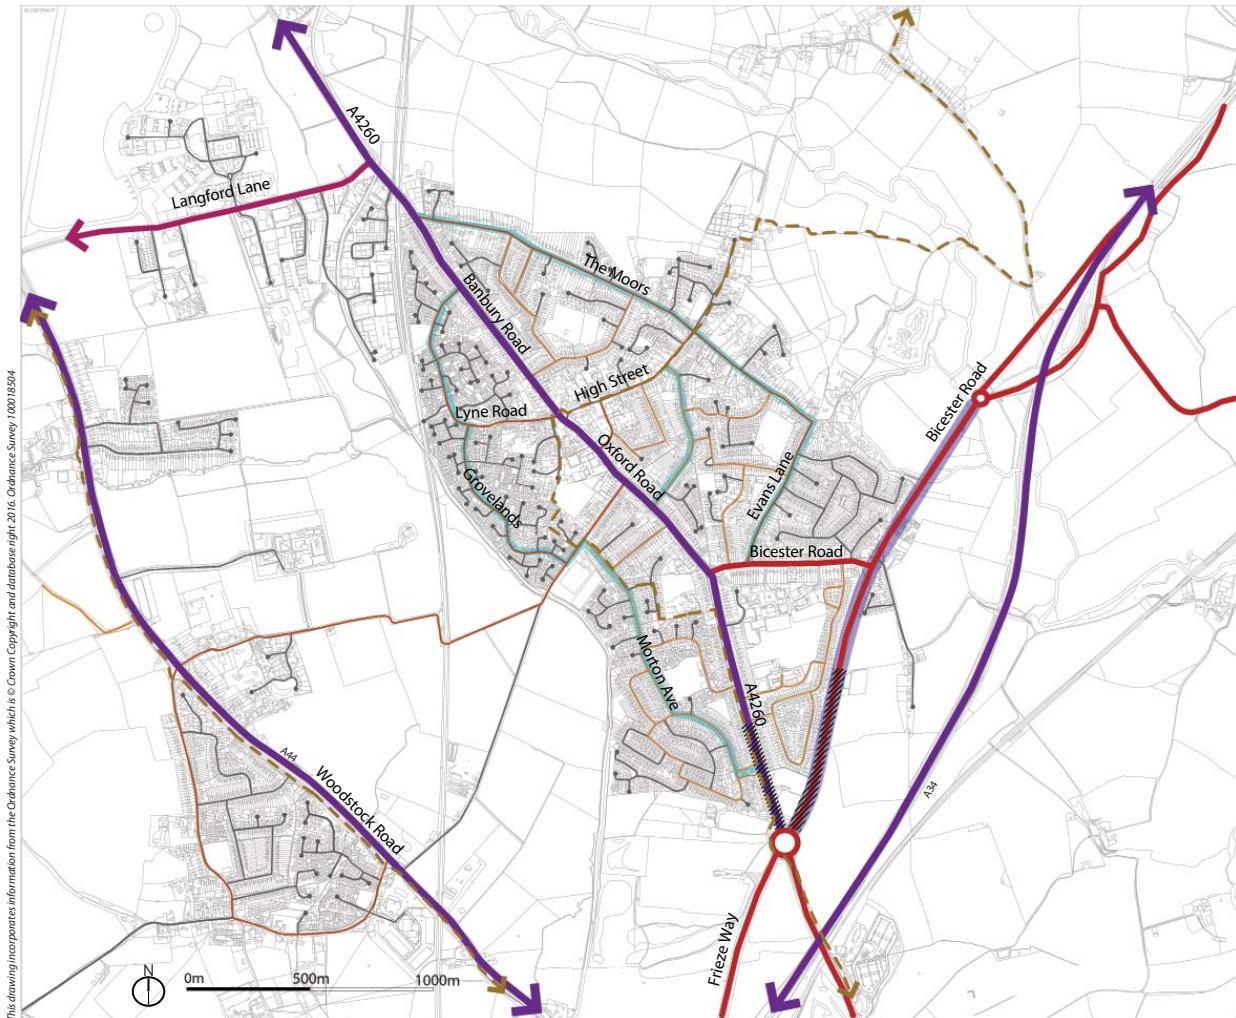 ©COPYRIGHT
A4260
Langford Lane
The Moors
Banbury Road
High Street
Bicester Road
Lyne Road
Oxford Road
Grovelands
Evans Lane
Bicester Road
Morton Ave
A4260
A44
Woodstock Road
A34
Frieze Way
N
0m 500m 1000m
This drawing incorporates information from the Ordnance Survey which is © Crown Copyright and database right 2016. Ordnance Survey 100018504